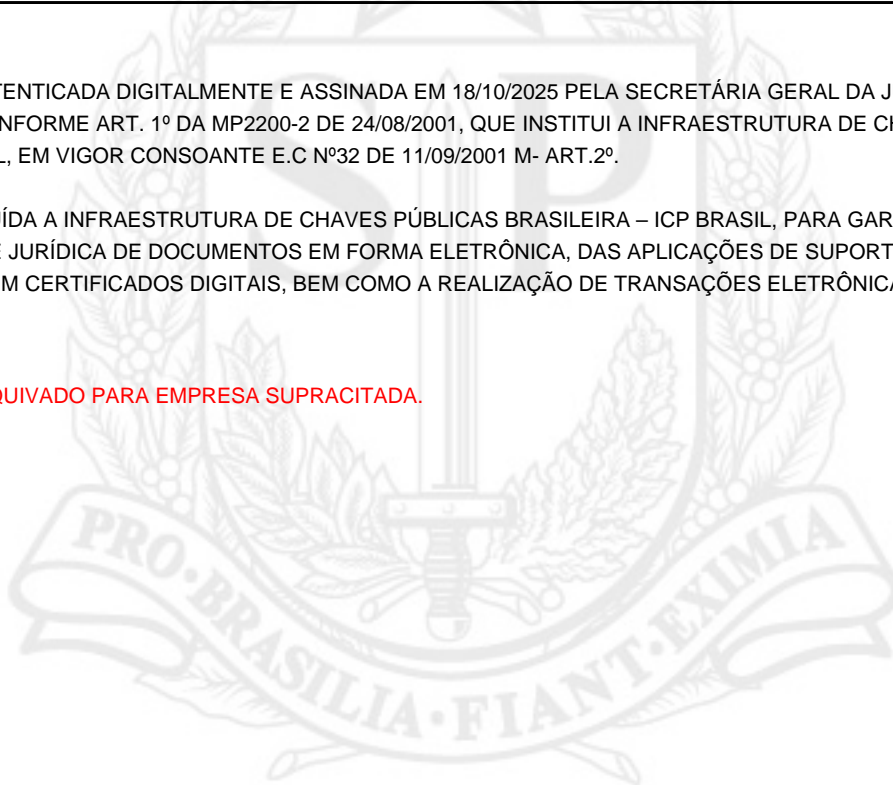 TENTICADA DIGITALMENTE E ASSINADA EM 18/10/2025 PELA SECRETÁRIA GERAL DA J
NFORME ART. 1º DA MP2200-2 DE 24/08/2001, QUE INSTITUI A INFRAESTRUTURA DE CH
L, EM VIGOR CONSOANTE E.C Nº32 DE 11/09/2001 M- ART.2º.
ÍDA A INFRAESTRUTURA DE CHAVES PÚBLICAS BRASILEIRA – ICP BRASIL, PARA GAR
E JURÍDICA DE DOCUMENTOS EM FORMA ELETRÔNICA, DAS APLICAÇÕES DE SUPORT
M CERTIFICADOS DIGITAIS, BEM COMO A REALIZAÇÃO DE TRANSAÇÕES ELETRÔNICA
QUIVADO PARA EMPRESA SUPRACITADA.
SP
PRO·BRASILIA·FIANT·EXIMIA